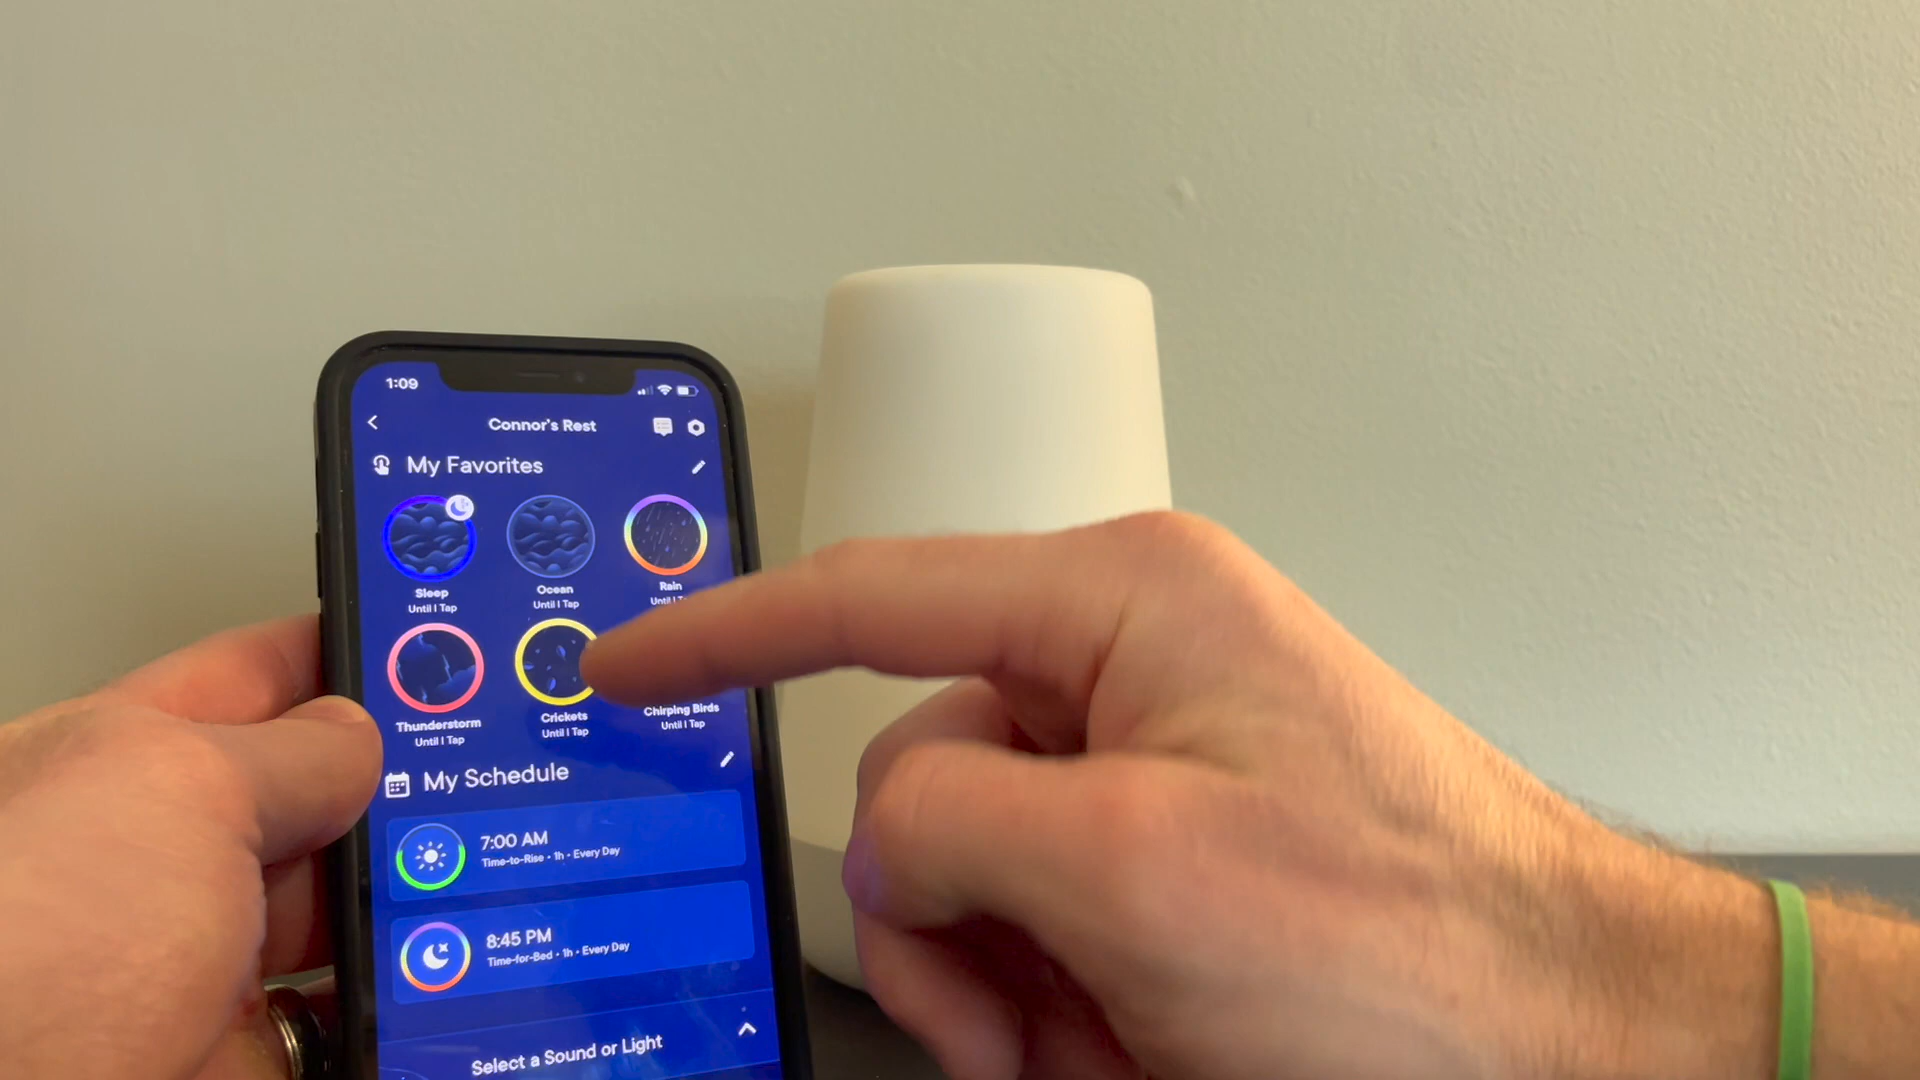 1:09
Connor's Rest
My Favorites
Sleep
Until I Tap
Ocean
Until I Tap
Rain
Until I T
Thunderstorm
Until I Tap
Crickets
Until I Tap
Chirping Birds
Until I Tap
My Schedule
7:00 AM
Time-to-Rise • 1h • Every Day
8:45 PM
Time-for-Bed • 1h • Every Day
Select a Sound or Light